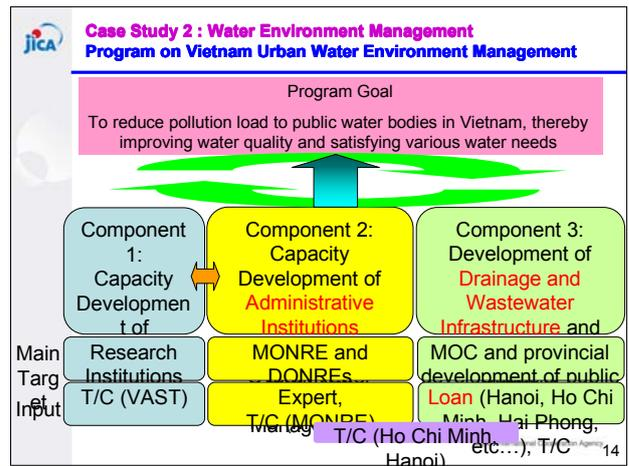 jica
Case Study 2 : Water Environment Management
Program on Vietnam Urban Water Environment Management
Program Goal
To reduce pollution load to public water bodies in Vietnam, thereby
improving water quality and satisfying various water needs
Component
1:
Capacity
Developmen
t of
Component 2:
Capacity
Development of
Administrative
Institutions
Component 3:
Development of
Drainage and
Wastewater
Infrastructure and
Main
Targ
et
Research
Institutions
MONRE and
DONREs,
MOC and provincial
development of public
Input
T/C (VAST)
Expert,
T/C (MONRE)
Manag
Loan (Hanoi, Ho Chi
Minh, Hai Phong,
etc...), T/C
T/C (Ho Chi Minh,
Hanoi)
Cooperation Agency
14